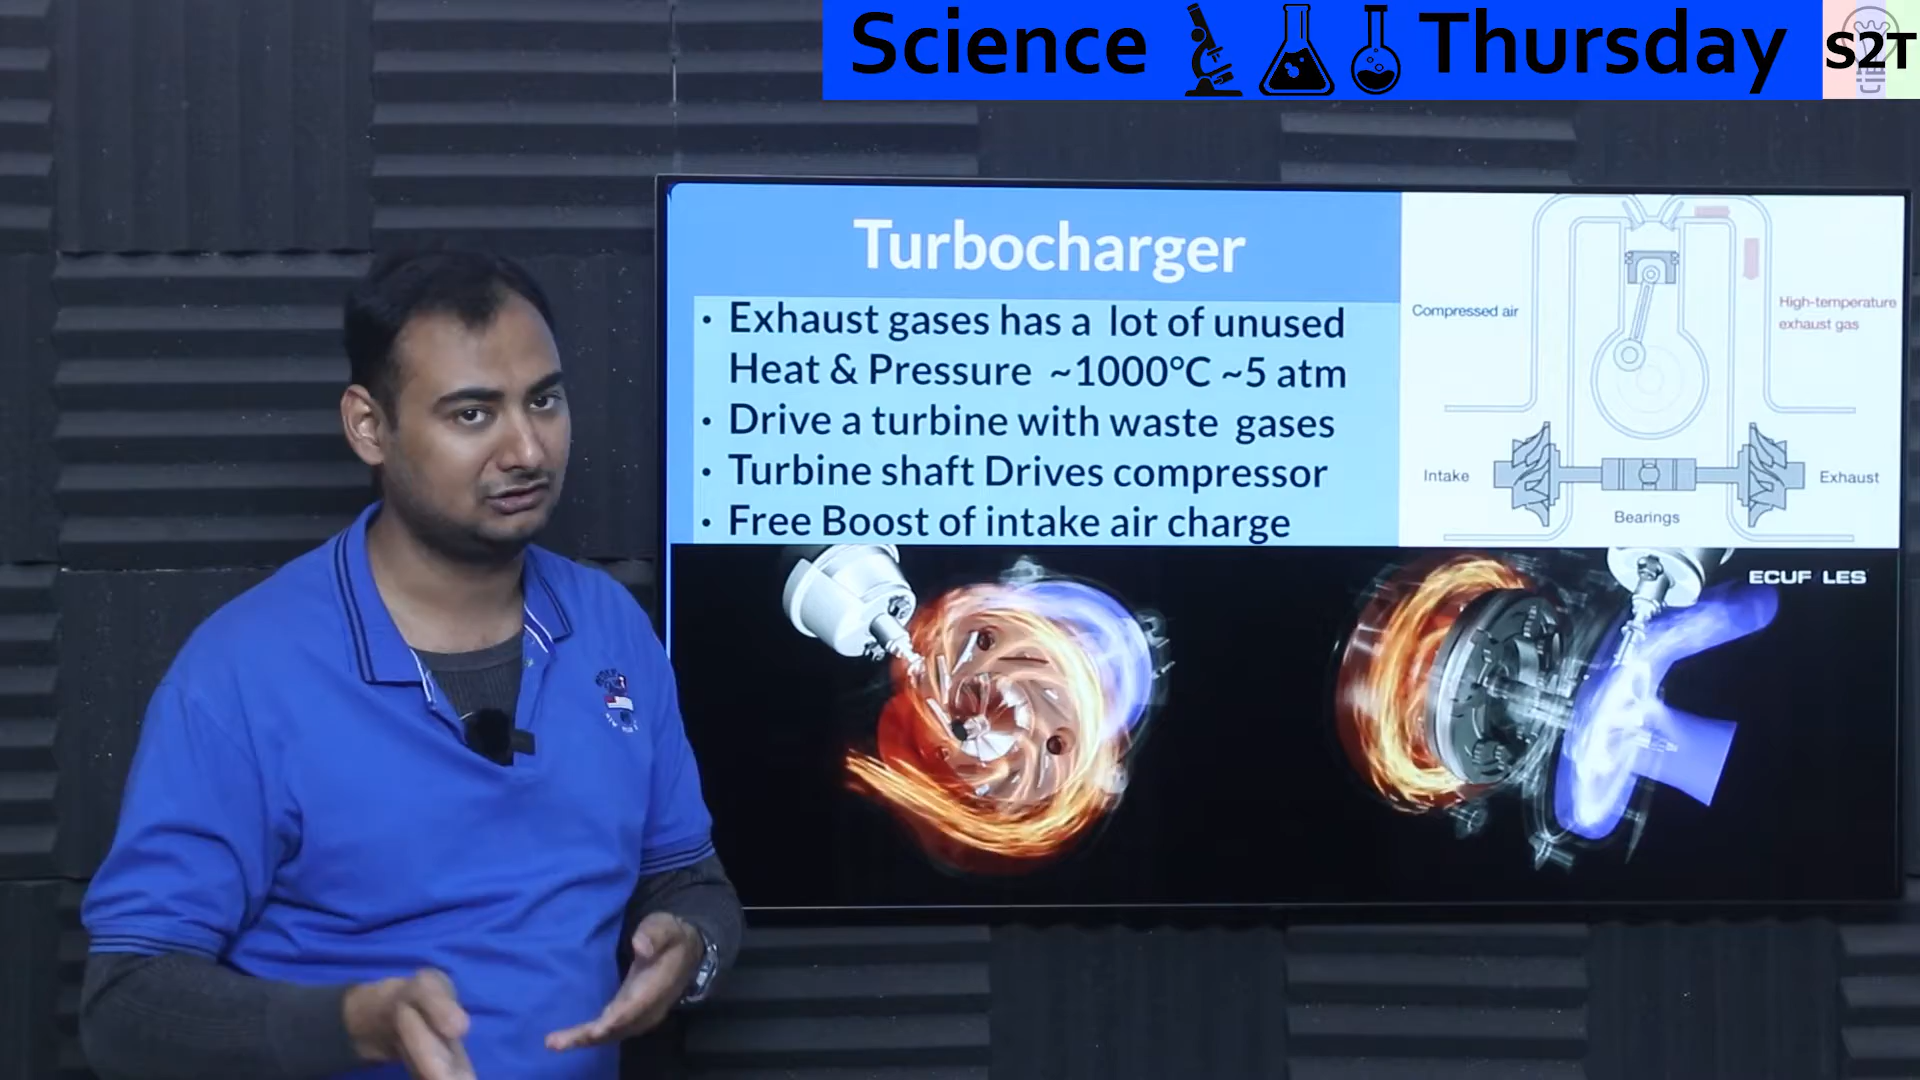 Science Thursday
S2T
Turbocharger
• Exhaust gases has a lot of unused
Heat & Pressure ~1000°C ~5 atm
• Drive a turbine with waste gases
• Turbine shaft Drives compressor
• Free Boost of intake air charge
Compressed air
High-temperature
exhaust gas
Intake
Exhaust
Bearings
ECUF LES